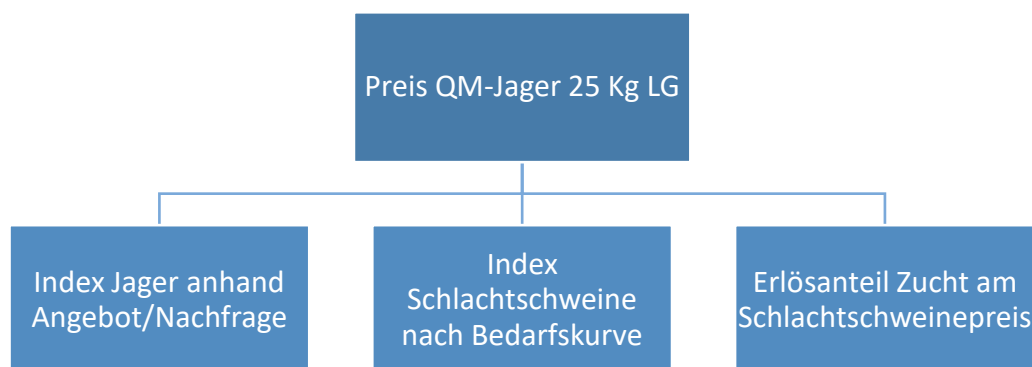 Preis QM-Jager 25 Kg LG
Index Jager anhand
Angebot/Nachfrage
Index
Schlachtschweine
nach Bedarfskurve
Erlösanteil Zucht am
Schlachtschweinepreis